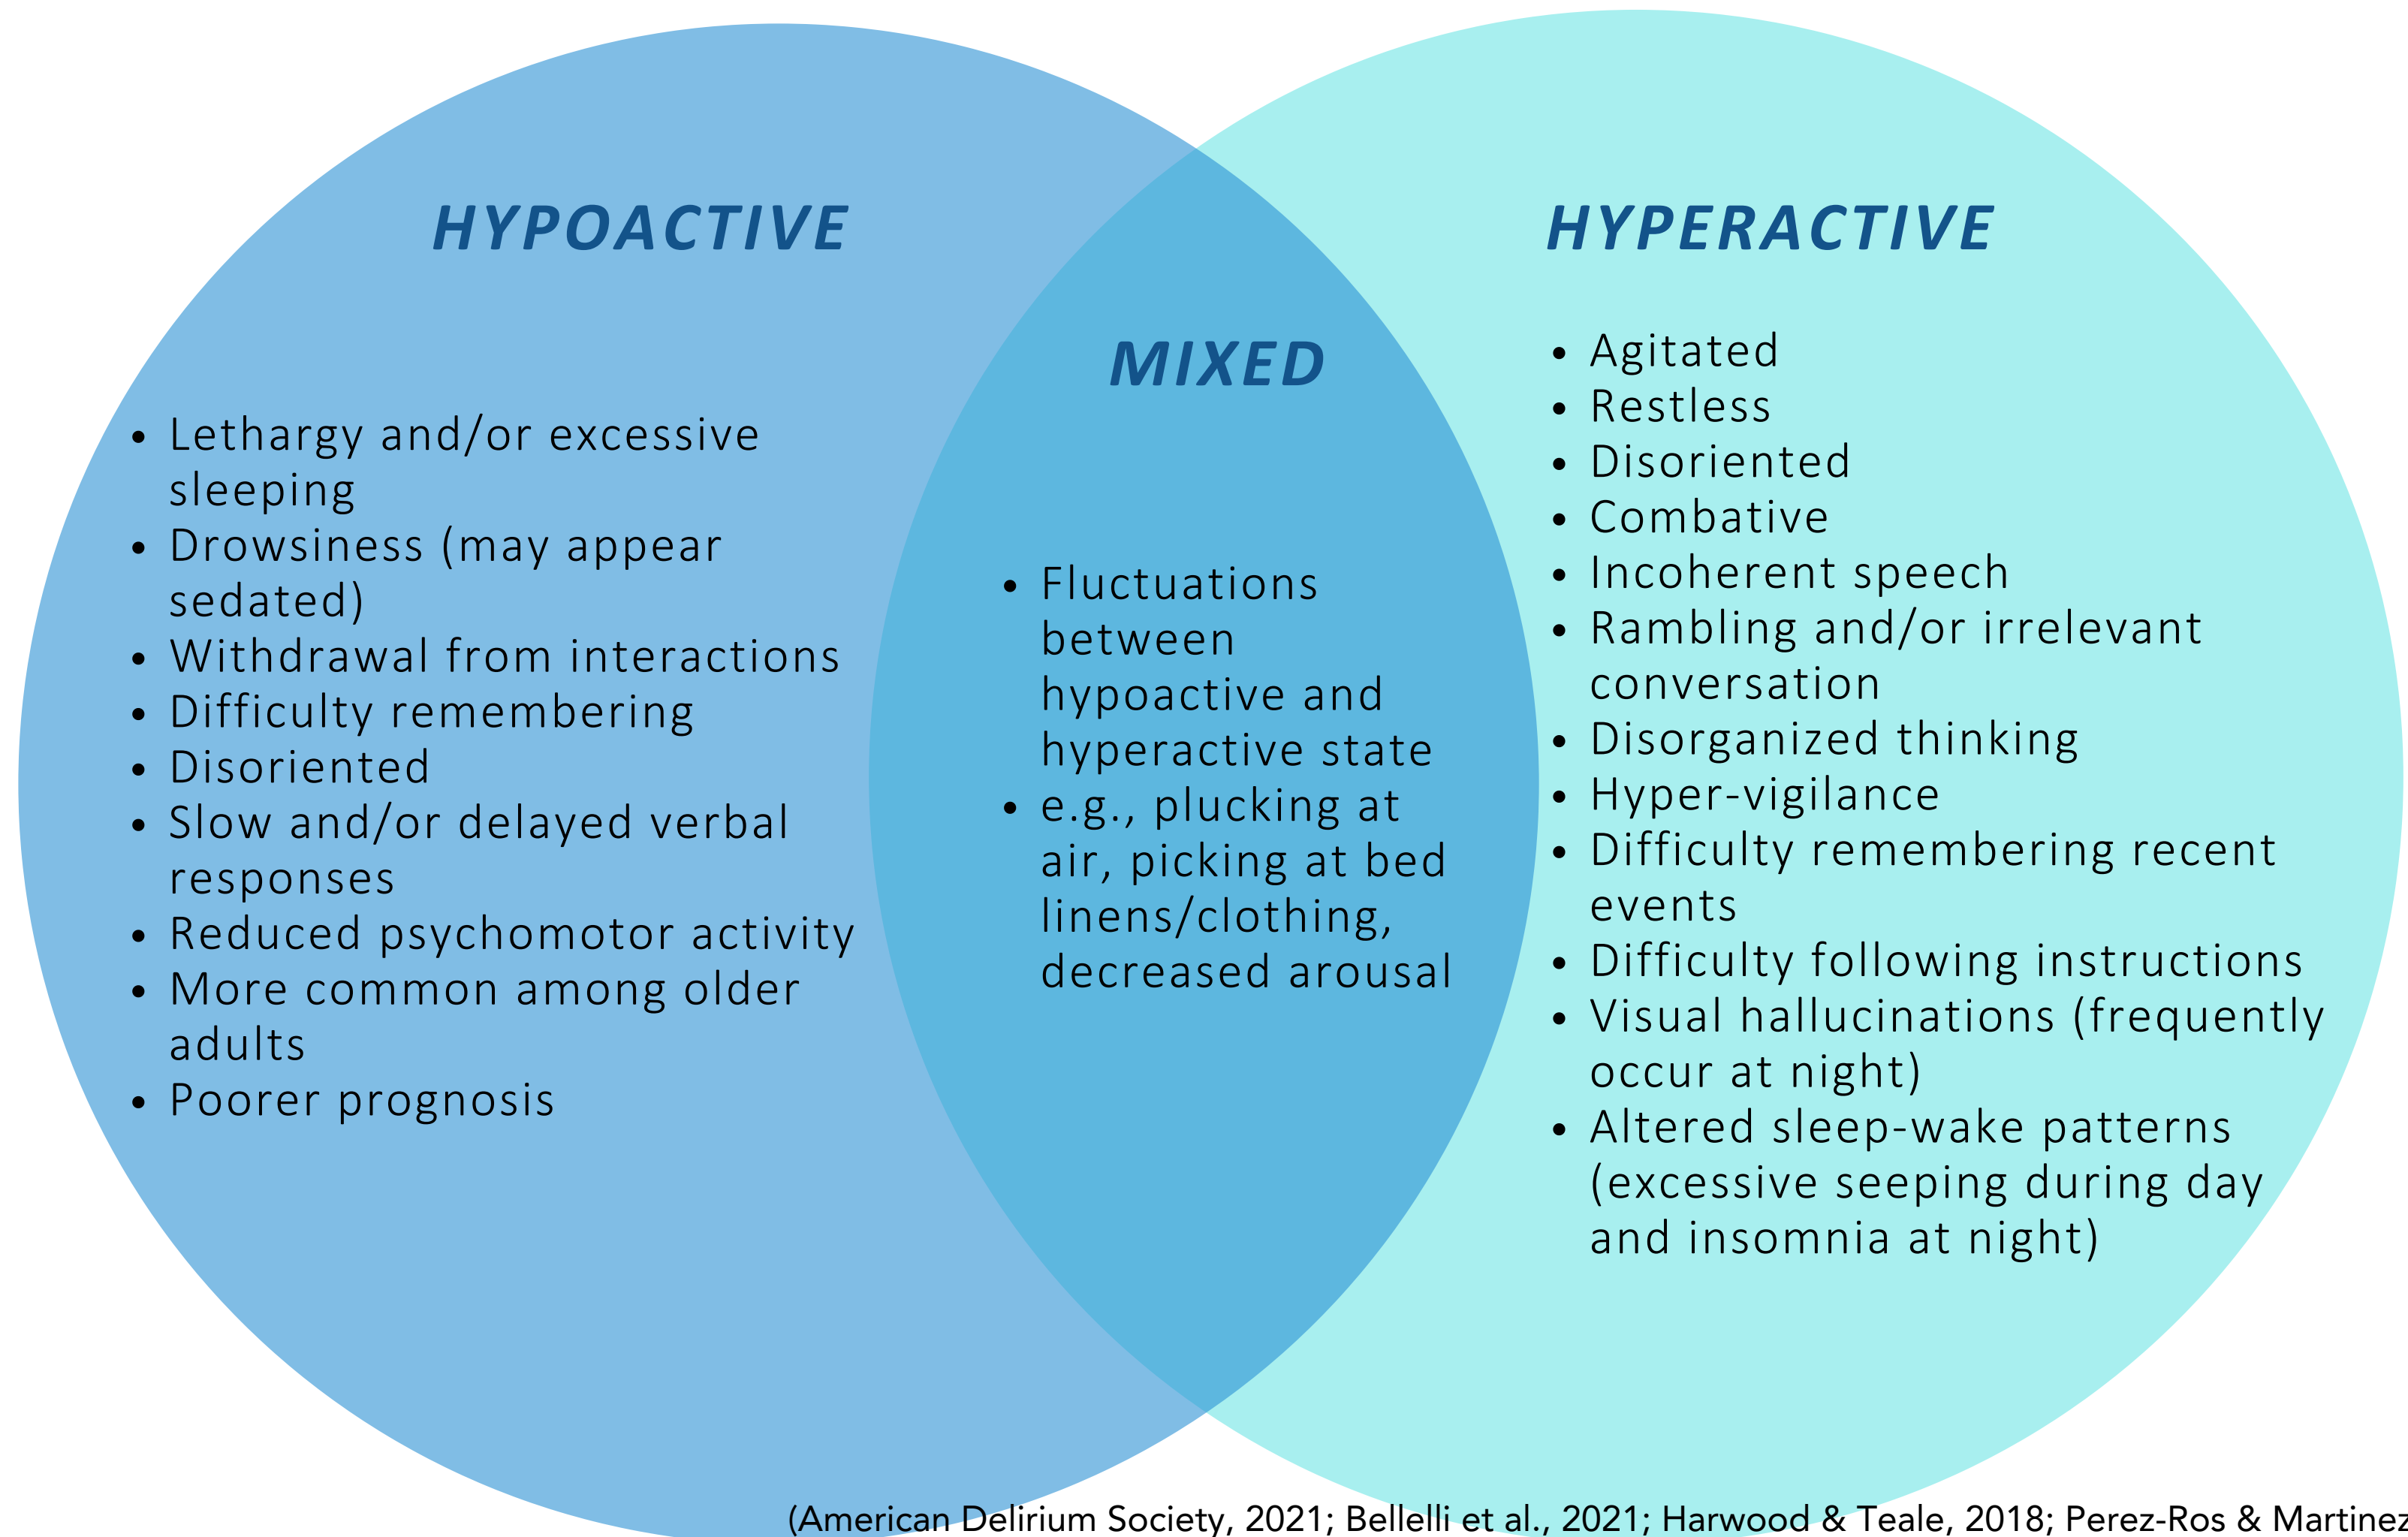 HYPOACTIVE
• Lethargy and/or excessive
sleeping
• Drowsiness (may appear
sedated)
• Withdrawal from interactions
• Difficulty remembering
• Disoriented
• Slow and/or delayed verbal
responses
• Reduced psychomotor activity
• More common among older
adults
• Poorer prognosis
MIXED
• Fluctuations
between
hypoactive and
hyperactive state
• e.g., plucking at
air, picking at bed
linens/clothing,
decreased arousal
HYPERACTIVE
• Agitated
• Restless
• Disoriented
• Combative
• Incoherent speech
• Rambling and/or irrelevant
conversation
• Disorganized thinking
• Hyper-vigilance
• Difficulty remembering recent
events
• Difficulty following instructions
• Visual hallucinations (frequently
occur at night)
• Altered sleep-wake patterns
(excessive seeping during day
and insomnia at night)
(American Delirium Society, 2021; Bellelli et al., 2021; Harwood & Teale, 2018; Perez-Ros & Martinez